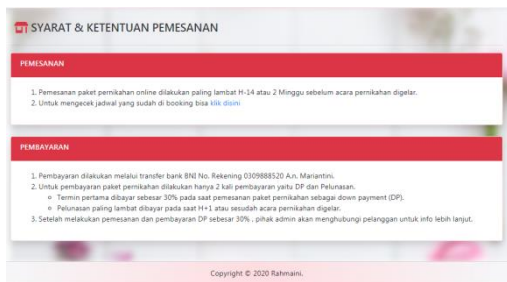 SYARAT & KETENTUAN PEMESANAN
PEMESANAN
1. Pemesanan paket pernikahan online dilakukan paling lambat H-14 atau 2 Minggu sebelum acara pernikahan digelar.
2. Untuk mengecek jadwal yang sudah di booking bisa klik disini
PEMBAYARAN
1. Pembayaran dilakukan melalui transfer bank BNI No. Rekening 0309888520 A.n. Mariantini.
2. Untuk pembayaran paket pernikahan dilakukan hanya 2 kali pembayaran yaitu DP dan Pelunasan.
Termin pertama dibayar sebesar 30% pada saat pemesanan paket pernikahan sebagai down payment (DP).
Pelunasan paling lambat dibayar pada saat H+1 atau sesudah acara pernikahan digelar.
3. Setelah melakukan pemesanan dan pembayaran DP sebesar 30% , pihak admin akan menghubungi pelanggan untuk info lebih lanjut.
Copyright © 2020 Rahmaini.